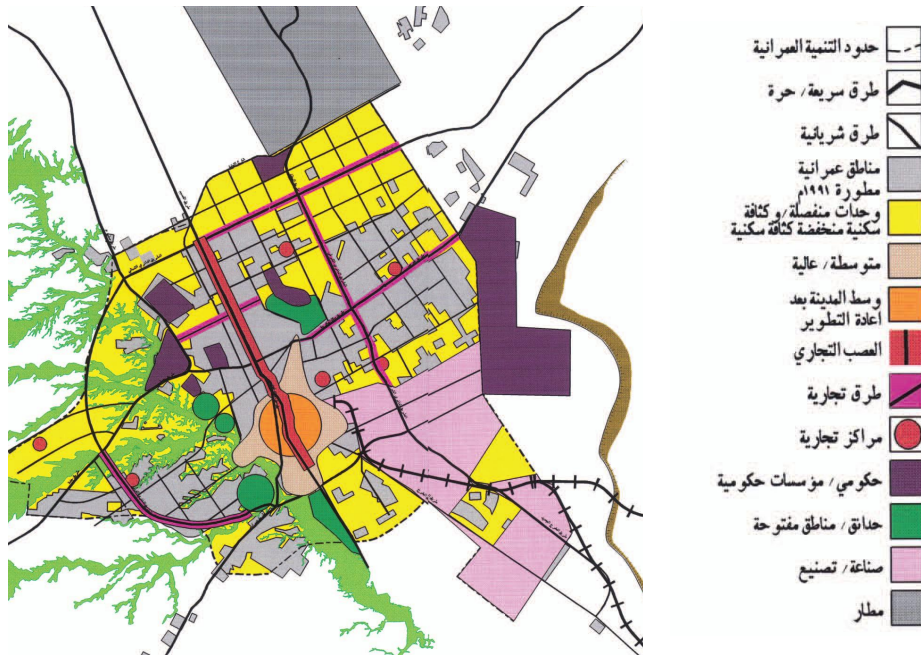 حدود التنمية العمرانية
طرق سريعة/ حرة
طرق شريانية
مناطق عمرانية
مطورة ١٩٩١م
وحدات منفصلة/و كثافة
سكنية منخفضة كثافة سكنية
متوسطة/ عالية
وسط المدينة بعد
اعادة التطوير
العصب التجاري
طرق تجارية
مراكز تجارية
حكومي/ مؤسسات حكومية
حدائق/ مناطق مفتوحة
صناعة/ تصنيع
مطار